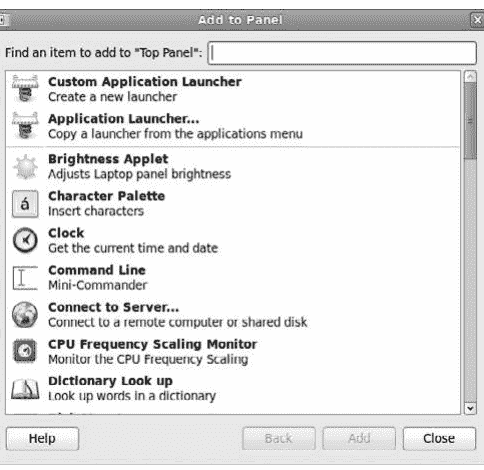 Add to Panel
Find an item to add to "Top Panel":
Custom Application Launcher
Create a new launcher
Application Launcher...
Copy a launcher from the applications menu
Brightness Applet
Adjusts Laptop panel brightness
á
Character Palette
Insert characters
Clock
Get the current time and date
Command Line
Mini-Commander
Connect to Server...
Connect to a remote computer or shared disk
CPU Frequency Scaling Monitor
Monitor the CPU Frequency Scaling
Dictionary Look up
Look up words in a dictionary
Help Back Add Close